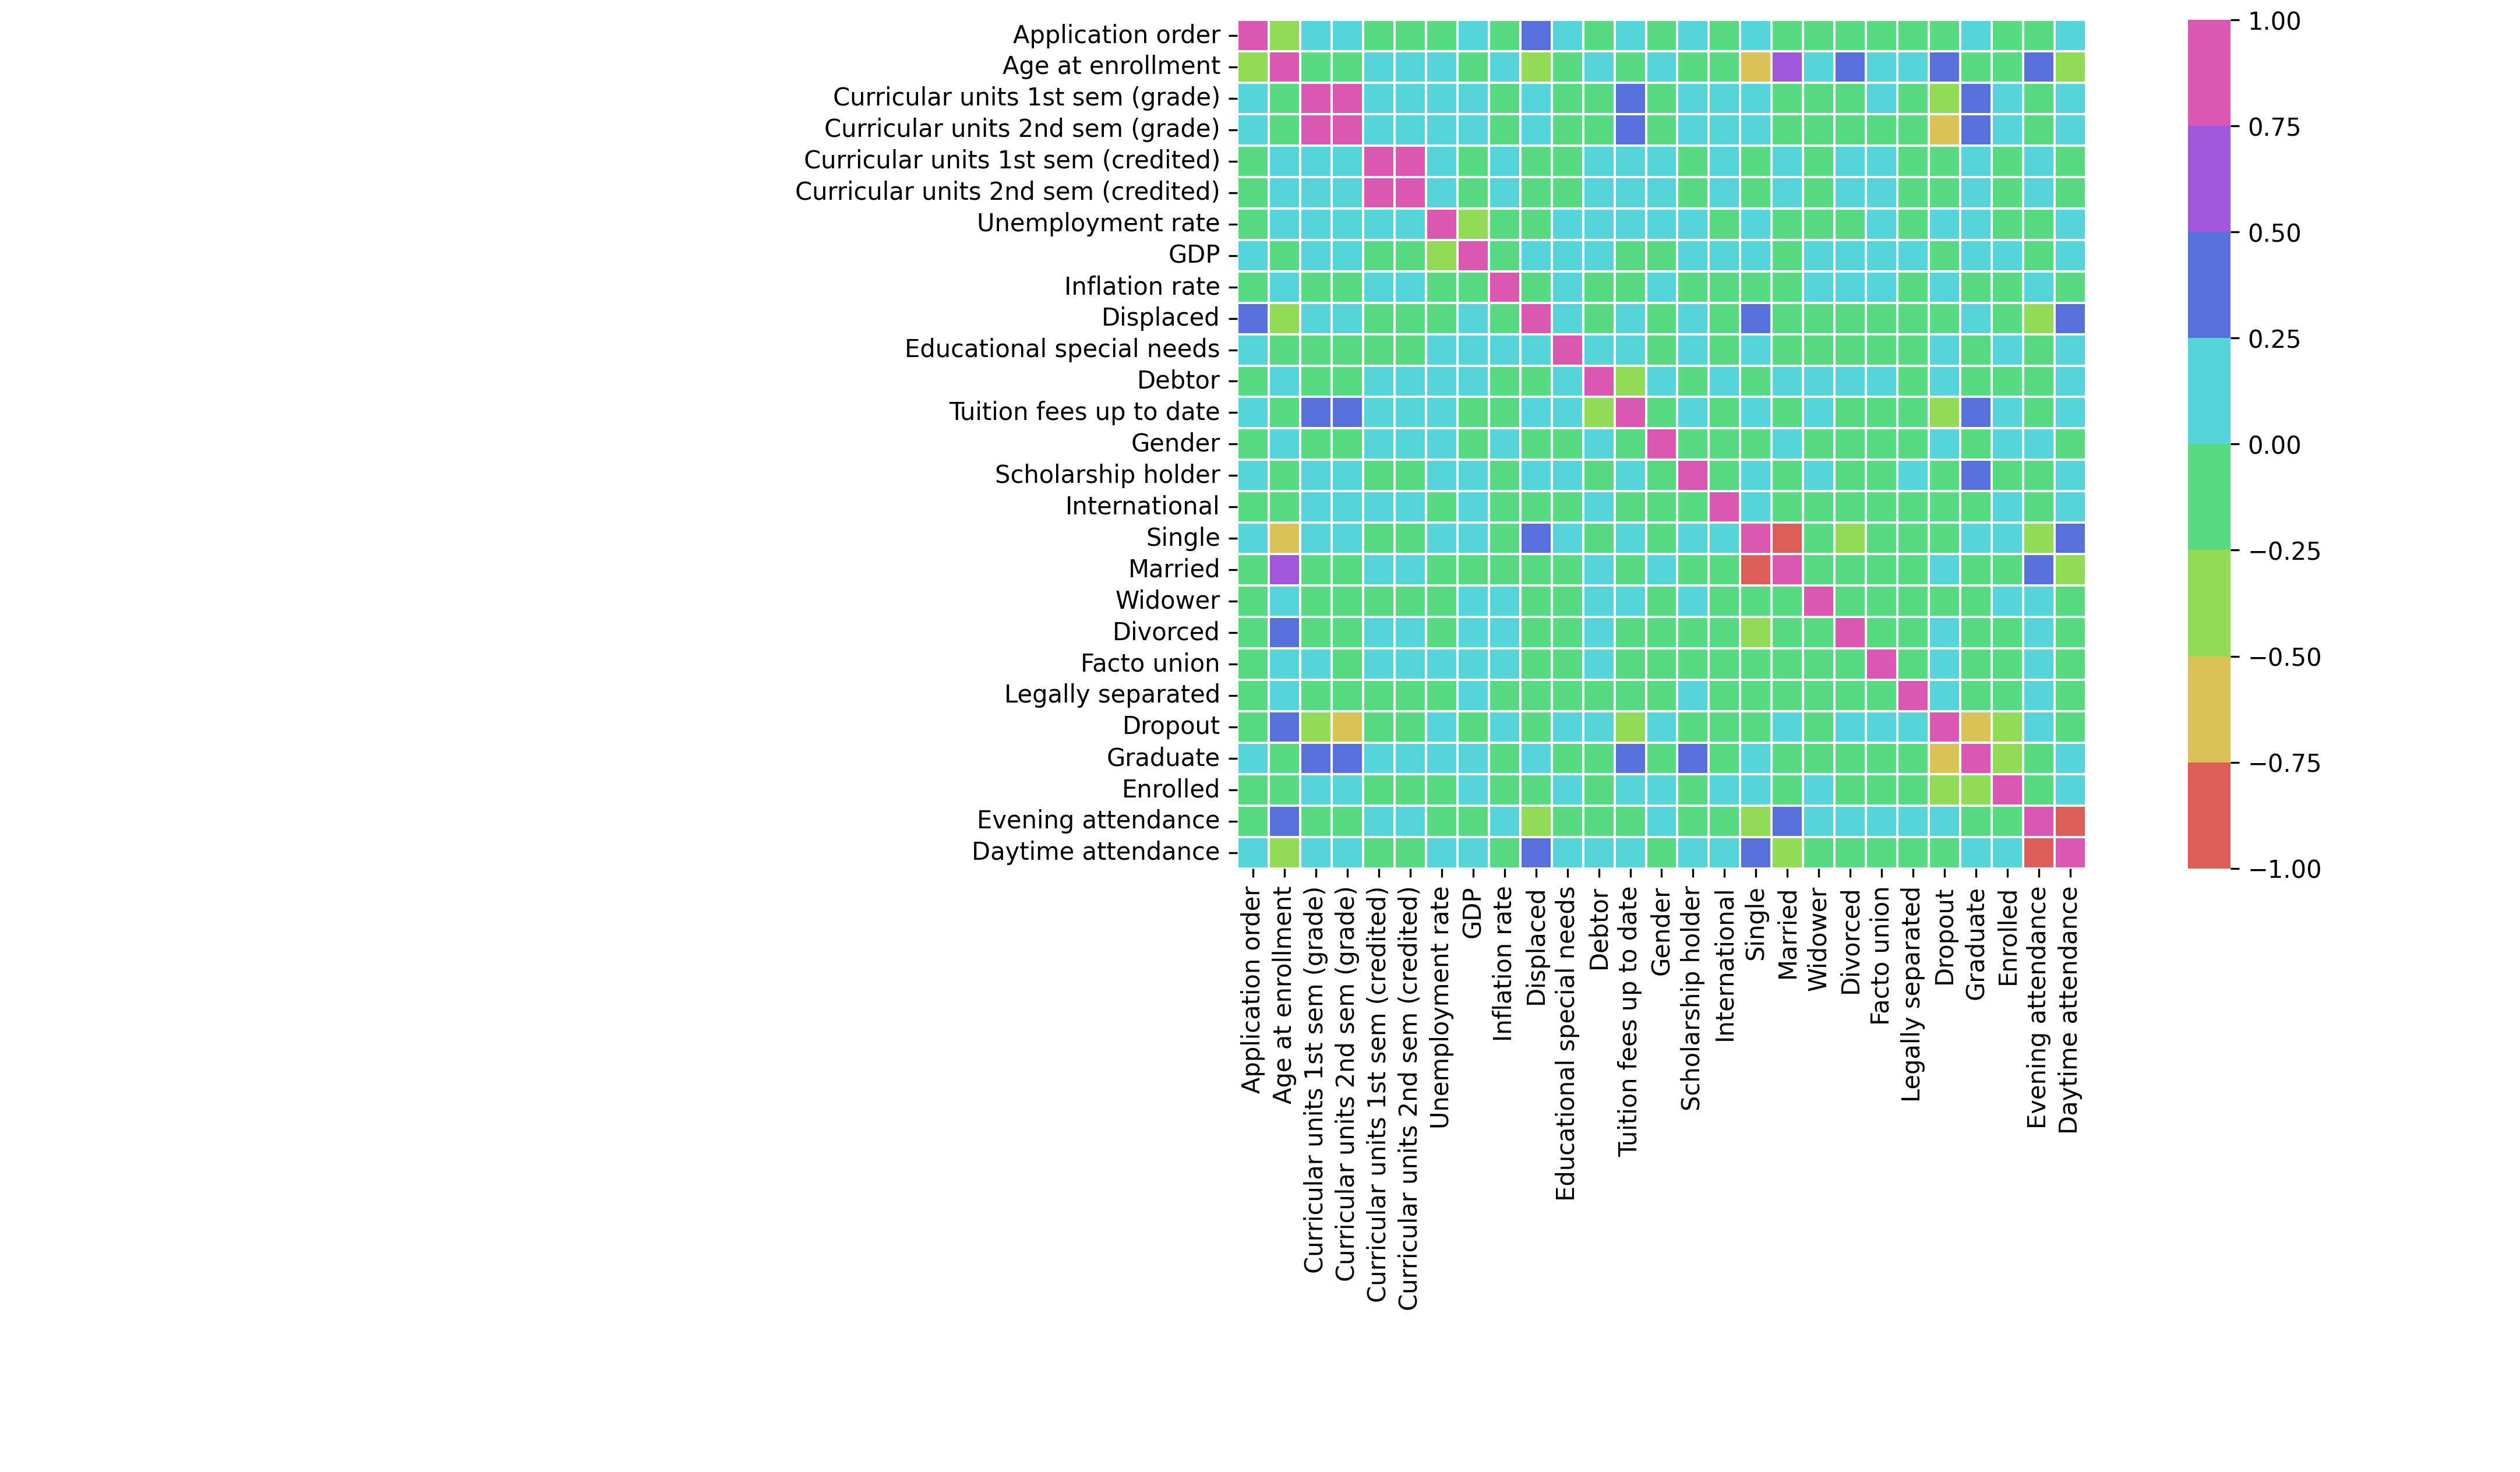 Application order
Age at enrollment
Curricular units 1st sem (grade)
Curricular units 2nd sem (grade)
Curricular units 1st sem (credited)
Curricular units 2nd sem (credited)
Unemployment rate
GDP
Inflation rate
Displaced
Educational special needs
Debtor
Tuition fees up to date
Gender
Scholarship holder
International
Single
Married
Widower
Divorced
Facto union
Legally separated
Dropout
Graduate
Enrolled
Evening attendance
Daytime attendance
Application order
Age at enrollment
Curricular units 1st sem (grade)
Curricular units 2nd sem (grade)
Curricular units 1st sem (credited)
Curricular units 2nd sem (credited)
Unemployment rate
GDP
Inflation rate
Displaced
Educational special needs
Debtor
Tuition fees up to date
Gender
Scholarship holder
International
Single
Married
Widower
Divorced
Facto union
Legally separated
Dropout
Graduate
Enrolled
Evening attendance
Daytime attendance
1.00
0.75
0.50
0.25
0.00
−0.25
−0.50
−0.75
−1.00